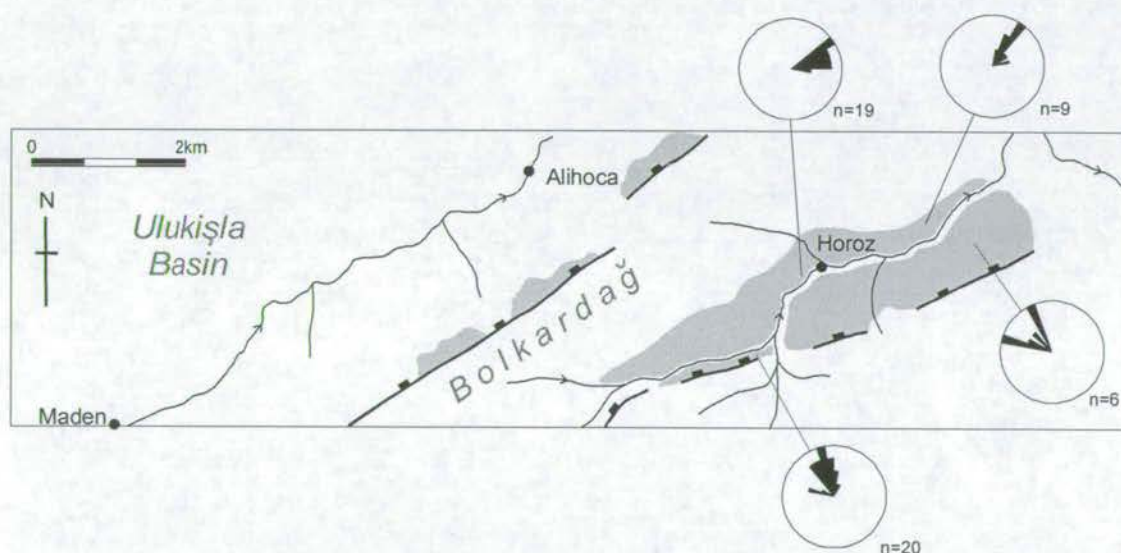 n=19
n=9
0
2km
N
Ulukişla
Basin
Alihoca
Horoz
Bolkardağ
Maden
n=6
n=20